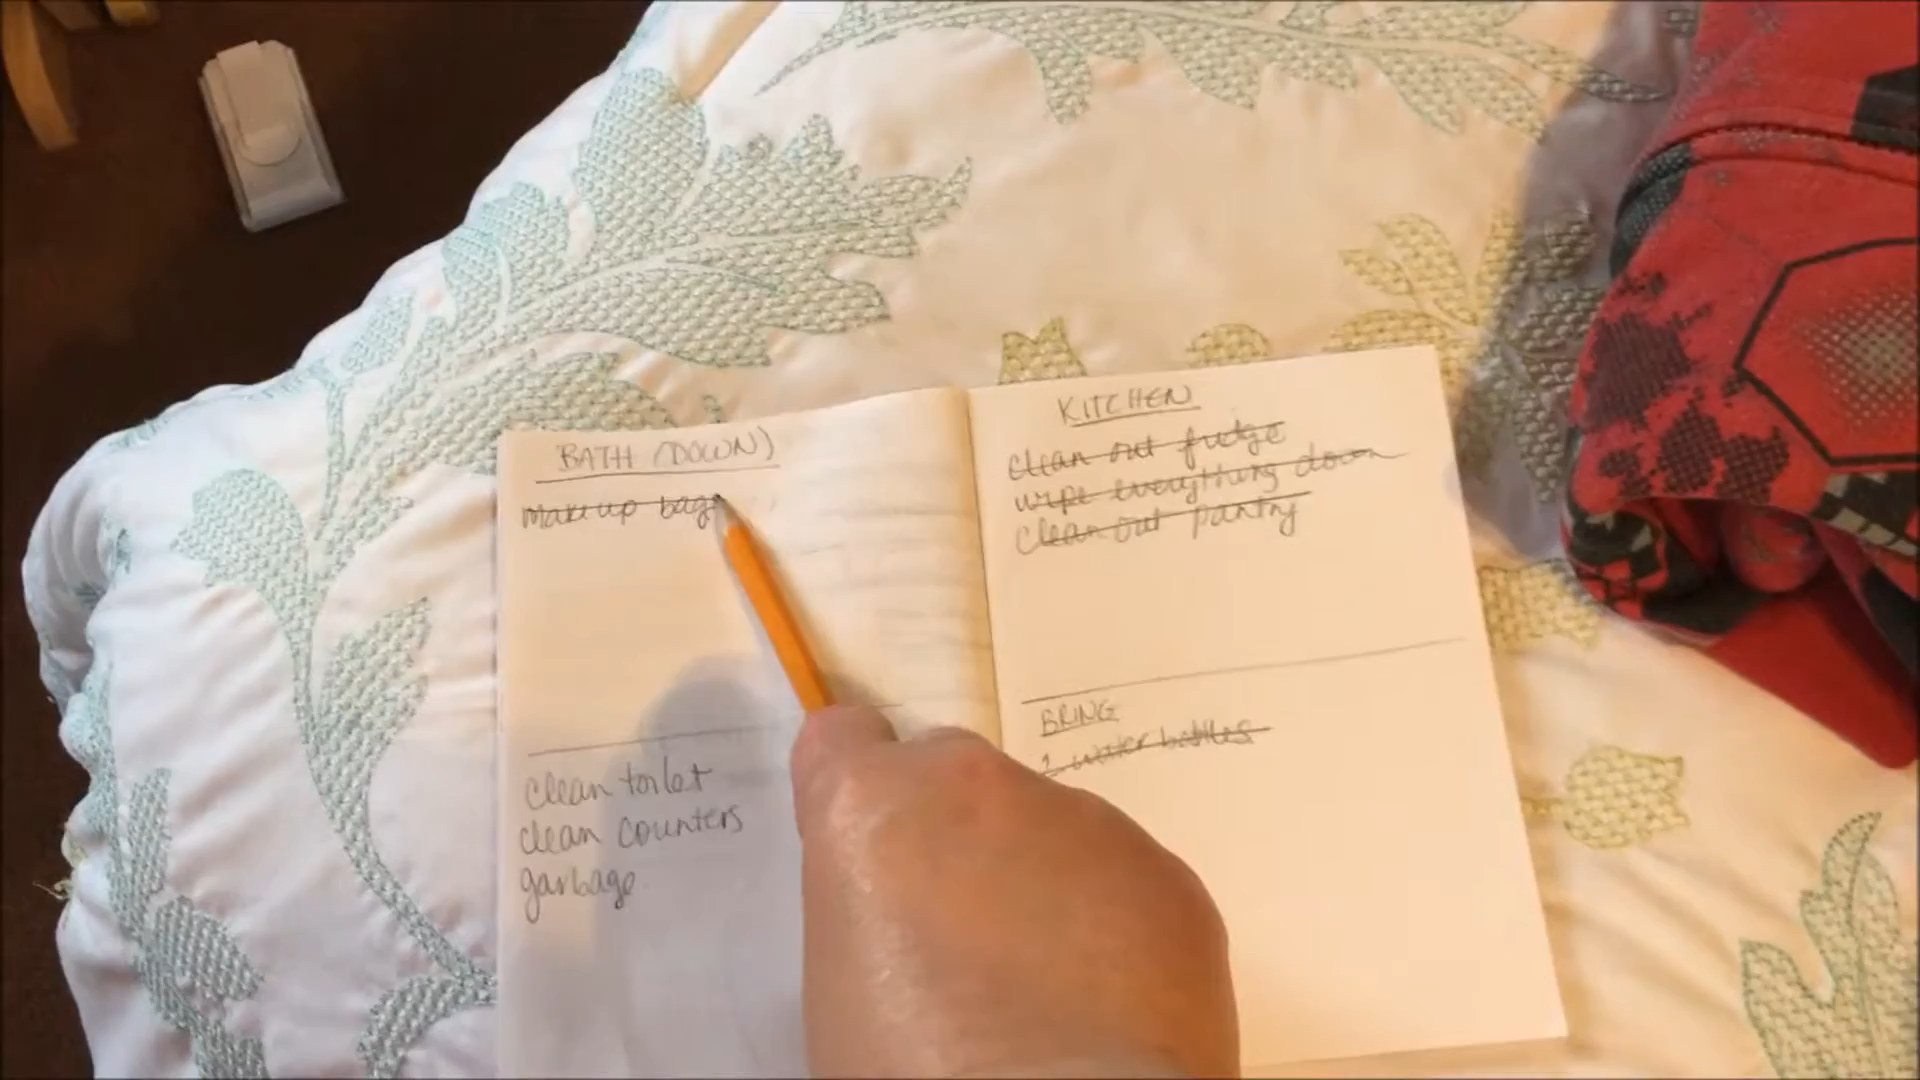 BATH (DOWN)
makeup bag
clean toilet
clean counters
garbage
KITCHEN
clean out fridge
wipe everything down
clean out pantry
BRING
water bottles